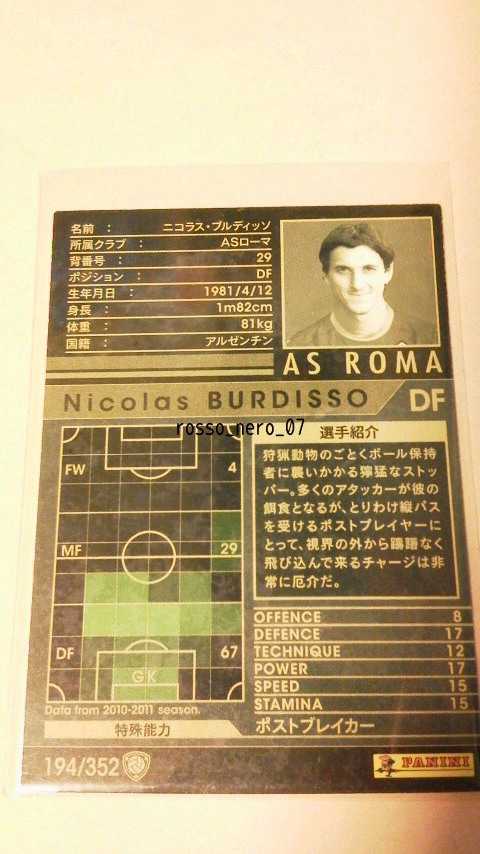 名前 : ニコラス・ブルディッソ
所属クラブ : ASローマ
背番号 : 29
ポジション : DF
生年月日 : 1981/4/12
身長 : 1m82cm
体重 : 81kg
国籍 : アルゼンチン
AS ROMA
Nicolas BURDISSO DF
rosso_nero_07
FW 4
MF 29
DF 67
GK
Data from 2010-2011 season.
選手紹介
狩猟動物のごとくボール保持
者に襲いかかる獰猛なストッ
パー。多くのアタッカーが彼の
餌食となるが、とりわけ縦パス
を受けるポストプレイヤーに
とって、視界の外から躊躇なく
飛び込んで来るチャージは非
常に厄介だ。
OFFENCE 8
DEFENCE 17
TECHNIQUE 12
POWER 17
SPEED 15
STAMINA 15
特殊能力 ポストブレイカー
194/352
PANINI